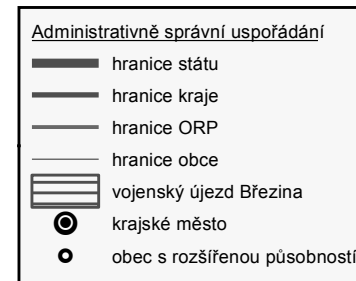 Administrativně správní uspořádání
hranice státu
hranice kraje
hranice ORP
hranice obce
vojenský újezd Březina
krajské město
obec s rozšířenou působností